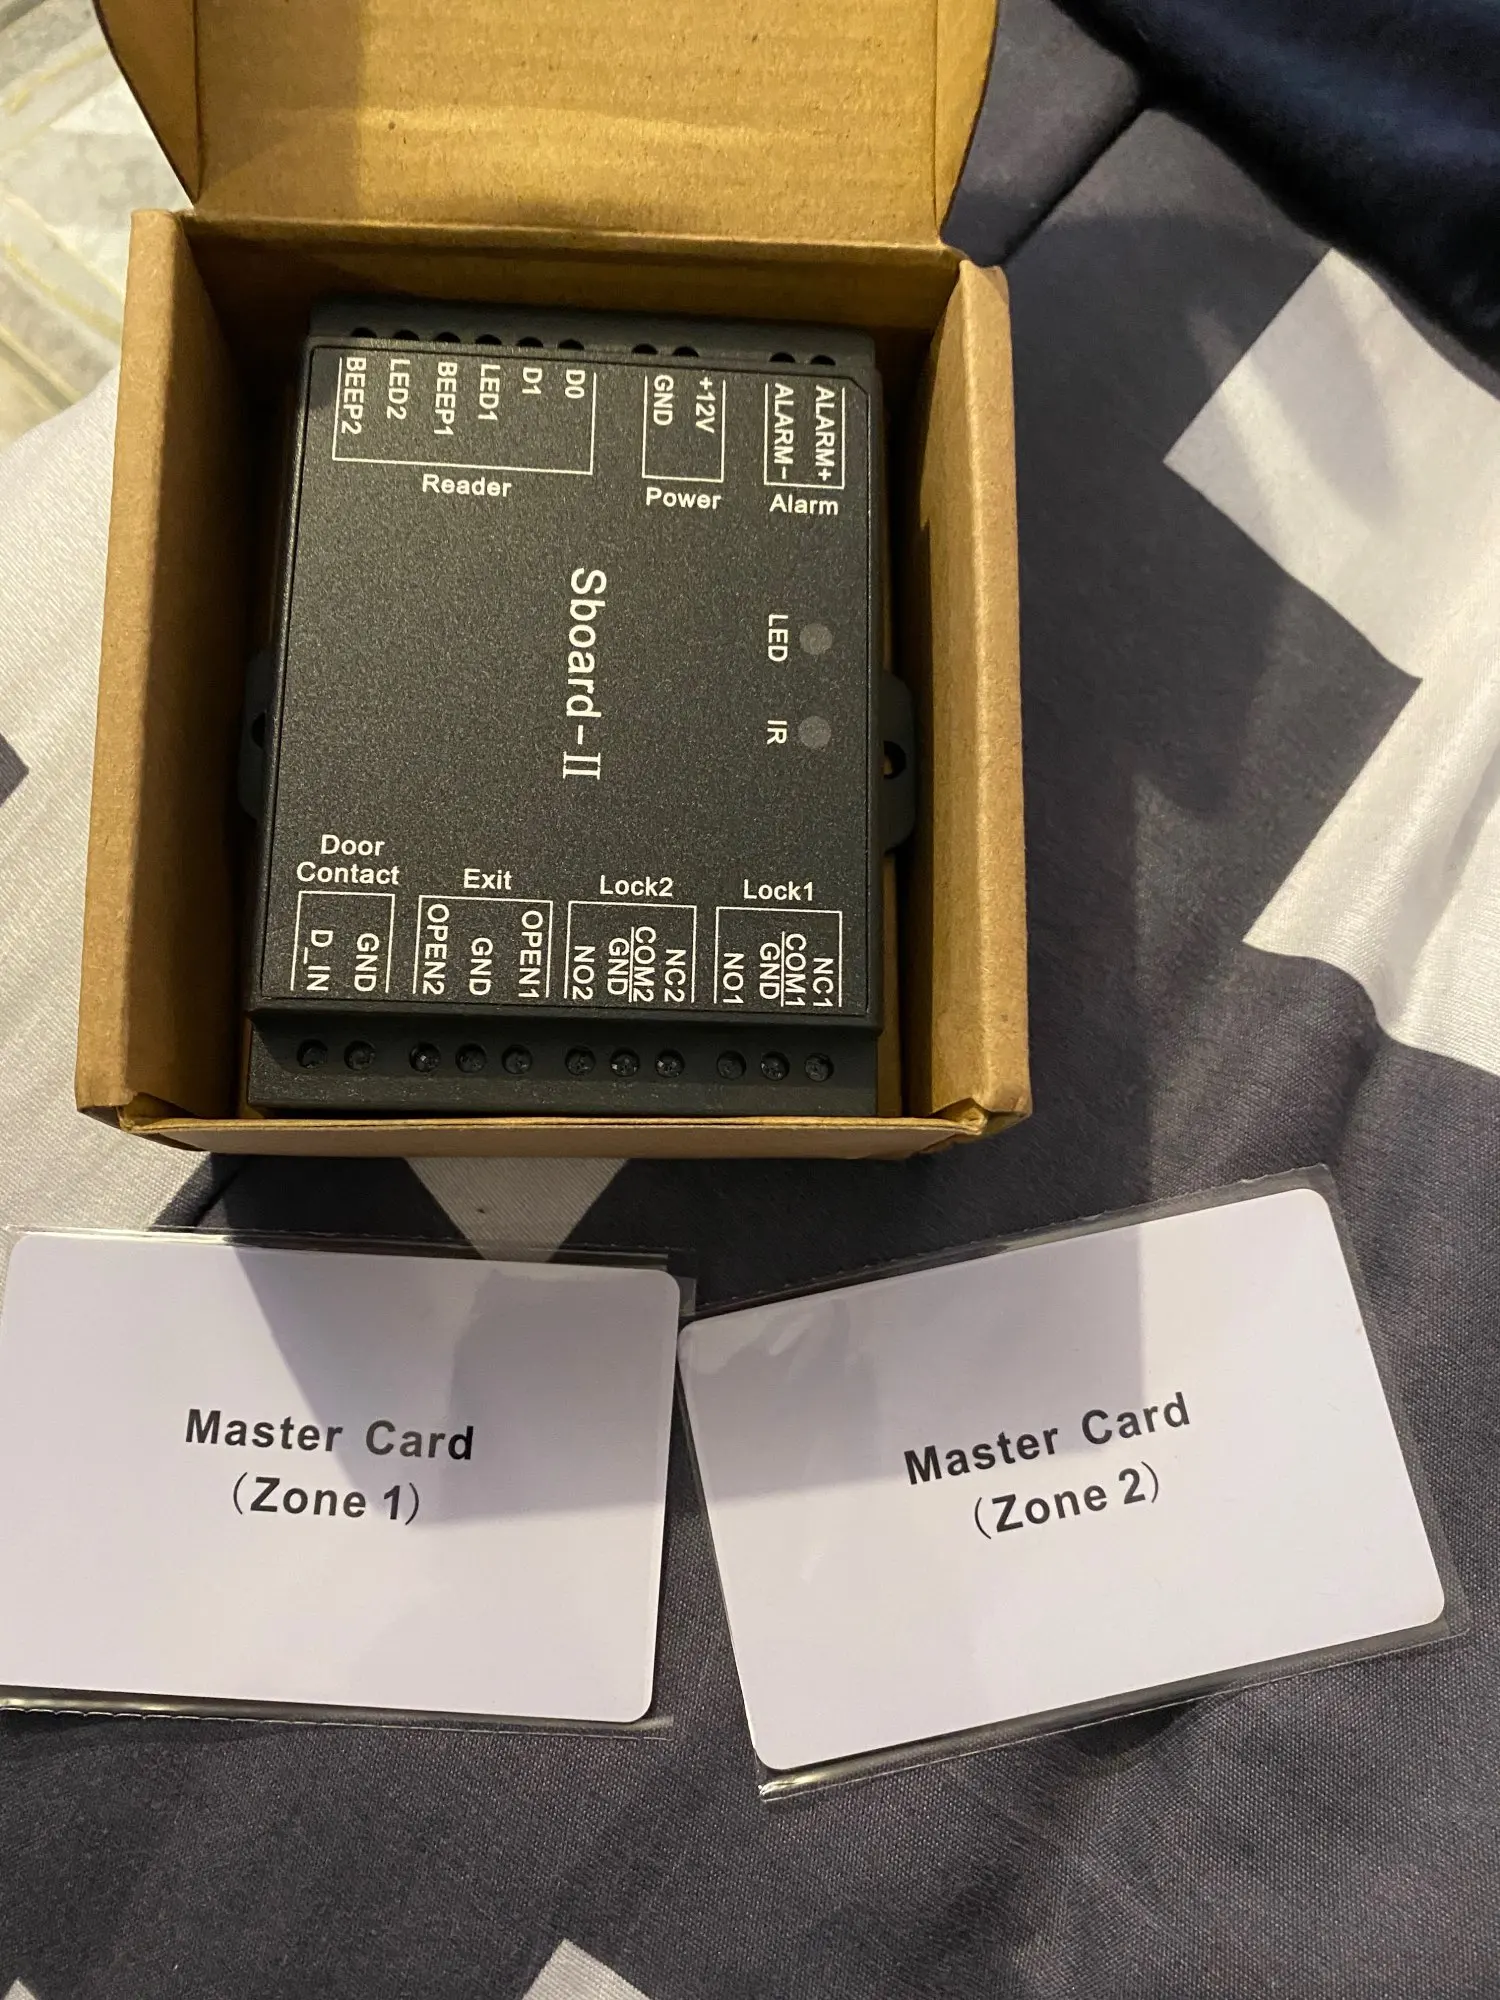 BEEP2
LED2
BEEP1
LED1
D1
D0
Reader
GND
+12V
Power
ALARM-
ALARM+
Alarm
Sboard-II
LED
IR
Door
Contact
D_IN
GND
Exit
OPEN2
GND
OPEN1
Lock2
NO2
GND
COM2
NC2
Lock1
NO1
GND
COM1
NC1
Master Card
(Zone 1)
Master Card
(Zone 2)